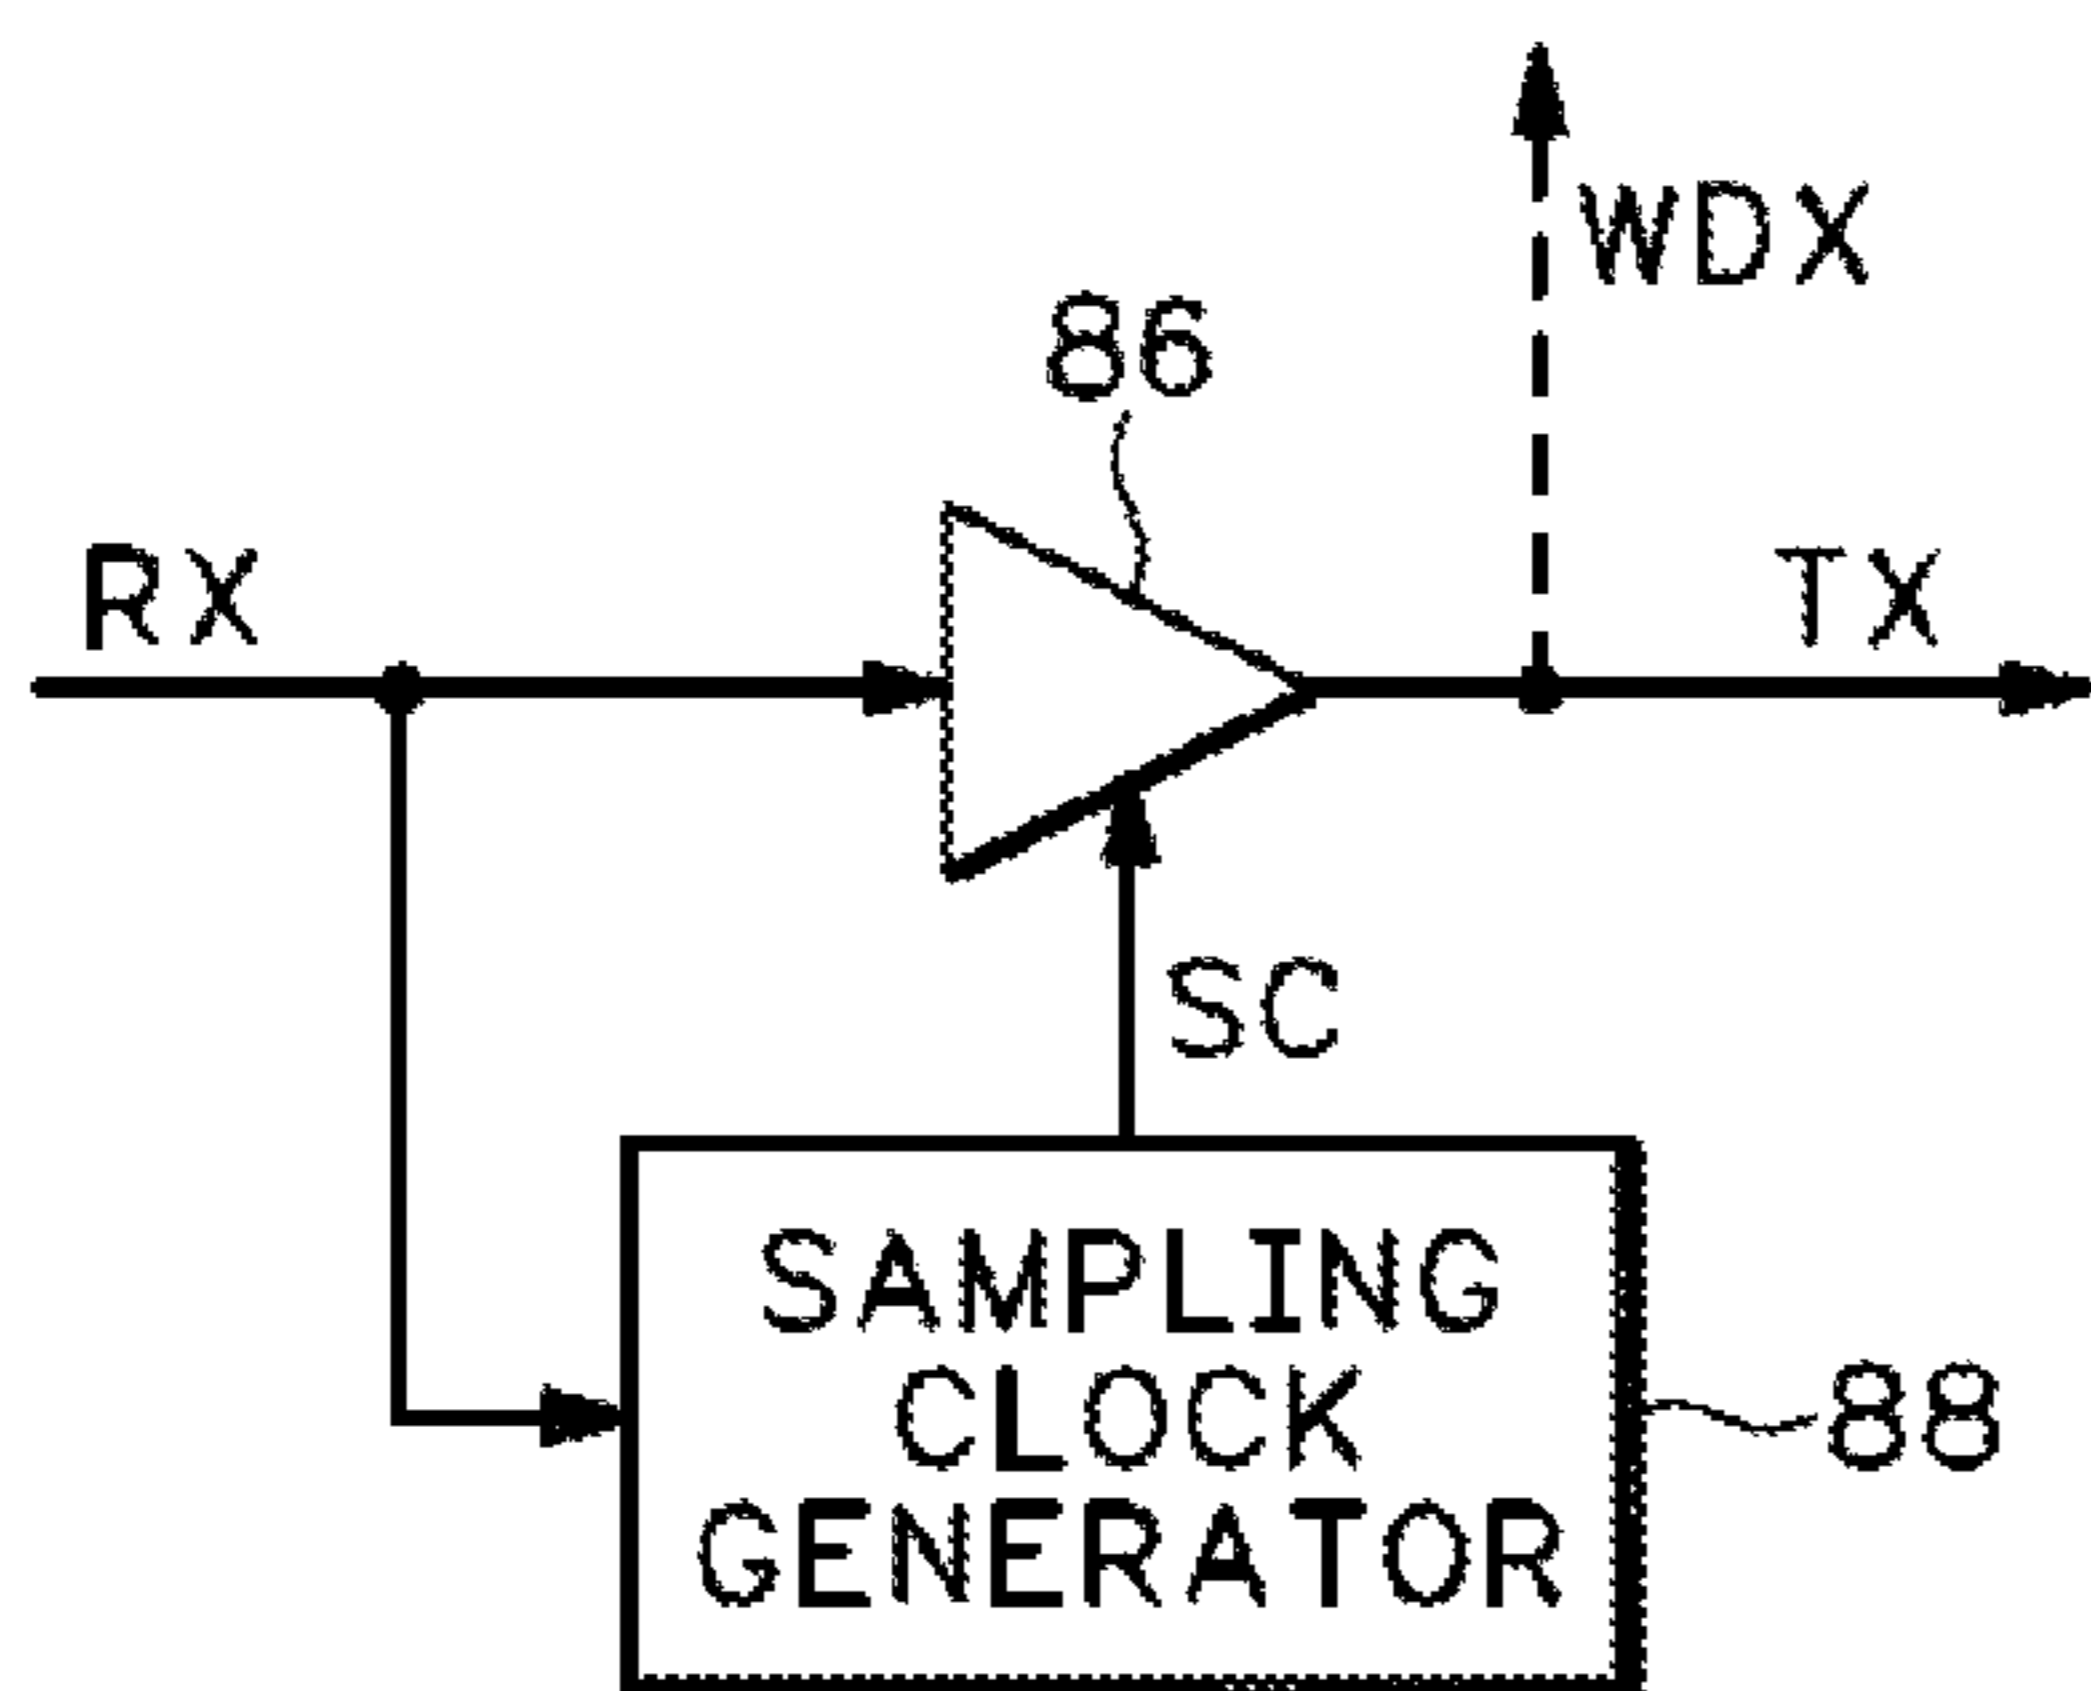 WDX
86
RX
TX
SC
SAMPLING
CLOCK
GENERATOR
88